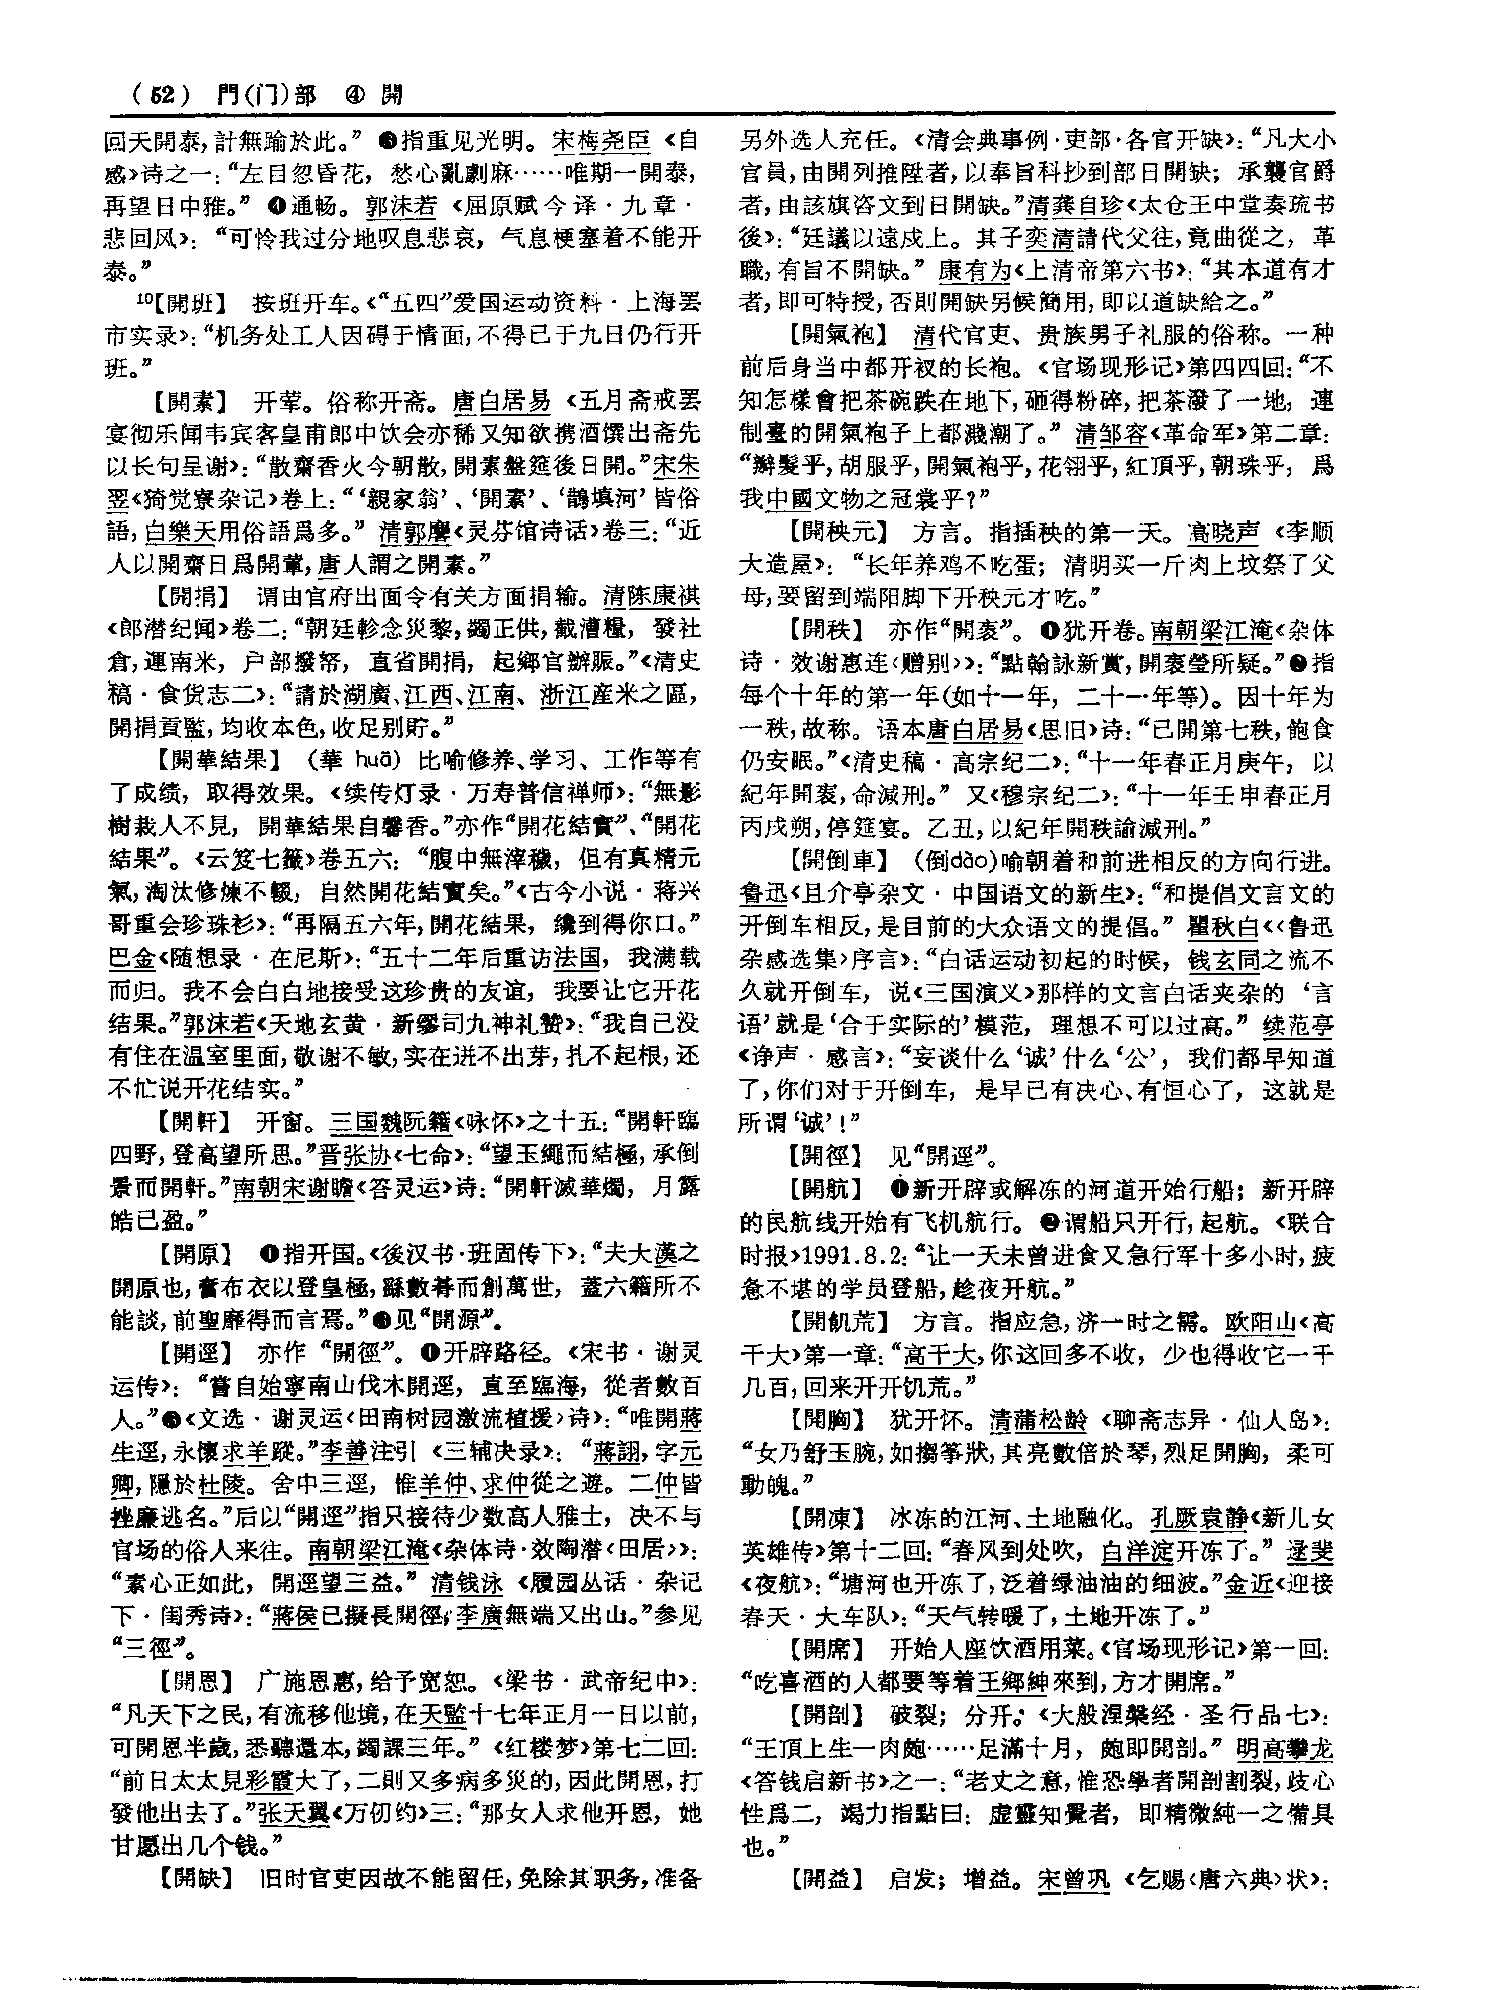 (52) 門(门)部 ④ 開
回天開泰,計無踰於此。”❸指重见光明。宋梅尧臣《自
感》诗之一:“左目忽昏花，愁心亂劇麻……唯期一開泰,
再望日中雅。”❹通畅。郭沫若《屈原赋今译·九章·
悲回风》:“可怜我过分地叹息悲哀，气息梗塞着不能开
泰。”
10【開班】 按班开车。《“五四”爱国运动资料·上海罢
市实录》:“机务处工人因碍于情面,不得已于九日仍行开
班。”
【開素】 开荤。俗称开斋。唐白居易《五月斋戒罢
宴彻乐闻韦宾客皇甫郎中饮会亦稀又知欲携酒馔出斋先
以长句呈谢》:“散齋香火今朝散,開素盤筵後日開。”宋朱
翌《猗觉寮杂记》卷上:“‘親家翁’、‘開素’、‘鵲填河’皆俗
語,白樂天用俗語爲多。”清郭麐《灵芬馆诗话》卷三:“近
人以開齋日爲開葷,唐人謂之開素。”
【開捐】 谓由官府出面令有关方面捐输。清陈康祺
《郎潜纪闻》卷二:“朝廷軫念災黎,蠲正供,截漕糧，發社
倉,運南米，户部撥帑，直省開捐，起鄉官辦賑。”《清史
稿·食货志二》:“請於湖廣、江西、江南、浙江産米之區,
開捐貢監,均收本色,收足别貯。”
【開華結果】 (華 huā) 比喻修养、学习、工作等有
了成绩，取得效果。《续传灯录·万寿普信禅师》:“無影
樹栽人不見，開華結果自馨香。”亦作“開花結實”、“開花
結果”。《云笈七籤》卷五六:“腹中無滓穢，但有真精元
氣,淘汰修煉不輟，自然開花結實矣。”《古今小说·蒋兴
哥重会珍珠衫》:“再隔五六年,開花結果，纔到得你口。”
巴金《随想录·在尼斯》:“五十二年后重访法国，我满载
而归。我不会白白地接受这珍贵的友谊，我要让它开花
结果。”郭沫若《天地玄黄·新缪司九神礼赞》:“我自己没
有住在温室里面,敬谢不敏,实在迸不出芽,扎不起根,还
不忙说开花结实。”
【開軒】 开窗。三国魏阮籍《咏怀》之十五:“開軒臨
四野,登高望所思。”晋张协《七命》:“望玉繩而結極,承倒
景而開軒。”南朝宋谢瞻《答灵运》诗:“開軒滅華燭，月露
皓已盈。”
【開原】 ❶指开国。《後汉书·班固传下》:“夫大漢之
開原也,奮布衣以登皇極,繇數朞而創萬世，蓋六籍所不
能談,前聖靡得而言焉。”❷见“開源”。
【開逕】 亦作“開徑”。❶开辟路径。《宋书·谢灵
运传》:“嘗自始寧南山伐木開逕，直至臨海，從者數百
人。”❷《文选·谢灵运〈田南树园激流植援〉诗》:“唯開蔣
生逕,永懷求羊蹤。”李善注引《三辅决录》:“蔣詡,字元
卿,隱於杜陵。舍中三逕，惟羊仲、求仲從之遊。二仲皆
挫廉逃名。”后以“開逕”指只接待少数高人雅士，决不与
官场的俗人来往。南朝梁江淹《杂体诗·效陶潜〈田居〉》:
“素心正如此，開逕望三益。”清钱泳《履园丛话·杂记
下·闺秀诗》:“蔣侯已擬長開徑,李廣無端又出山。”参见
“三徑”。
【開恩】 广施恩惠,给予宽恕。《梁书·武帝纪中》:
“凡天下之民,有流移他境,在天監十七年正月一日以前,
可開恩半歲,悉聽還本,蠲課三年。”《红楼梦》第七二回:
“前日太太見彩霞大了,二則又多病多災的,因此開恩,打
發他出去了。”张天翼《万仞约》三:“那女人求他开恩，她
甘愿出几个钱。”
【開缺】 旧时官吏因故不能留任,免除其职务,准备
另外选人充任。《清会典事例·吏部·各官开缺》:“凡大小
官員,由開列推陞者,以奉旨科抄到部日開缺；承襲官爵
者,由該旗咨文到日開缺。”清龚自珍《太仓王中堂奏疏书
後》:“廷議以遠戍上。其子奕清請代父往,竟曲從之，革
職,有旨不開缺。”康有为《上清帝第六书》:“其本道有才
者,即可特授,否則開缺另候簡用,即以道缺給之。”
【開氣袍】 清代官吏、贵族男子礼服的俗称。一种
前后身当中都开衩的长袍。《官场现形记》第四四回:“不
知怎樣會把茶碗跌在地下,砸得粉碎,把茶潑了一地，連
制臺的開氣袍子上都濺潮了。”清邹容《革命军》第二章:
“辮髮乎,胡服乎,開氣袍乎,花翎乎,紅頂乎,朝珠乎，爲
我中國文物之冠裳乎?”
【開秧元】 方言。指插秧的第一天。高晓声《李顺
大造屋》:“长年养鸡不吃蛋；清明买一斤肉上坟祭了父
母,要留到端阳脚下开秧元才吃。”
【開秩】 亦作“開袠”。❶犹开卷。南朝梁江淹《杂体
诗·效谢惠连〈赠别〉》:“點翰詠新賞,開袠瑩所疑。”❷指
每个十年的第一年(如十一年，二十一年等)。因十年为
一秩,故称。语本唐白居易《思旧》诗:“已開第七秩,飽食
仍安眠。”《清史稿·高宗纪二》:“十一年春正月庚午，以
紀年開袠,命減刑。”又《穆宗纪二》:“十一年壬申春正月
丙戌朔,停筵宴。乙丑,以紀年開秩諭減刑。”
【開倒車】 (倒dào)喻朝着和前进相反的方向行进。
鲁迅《且介亭杂文·中国语文的新生》:“和提倡文言文的
开倒车相反,是目前的大众语文的提倡。”瞿秋白《〈鲁迅
杂感选集〉序言》:“白话运动初起的时候，钱玄同之流不
久就开倒车，说《三国演义》那样的文言白话夹杂的‘言
语’就是‘合于实际的’模范，理想不可以过高。”续范亭
《诤声·感言》:“妄谈什么‘诚’什么‘公’，我们都早知道
了,你们对于开倒车，是早已有决心、有恒心了，这就是
所谓‘诚’!”
【開徑】 见“開逕”。
【開航】 ❶新开辟或解冻的河道开始行船；新开辟
的民航线开始有飞机航行。❷谓船只开行,起航。《联合
时报》1991.8.2:“让一天未曾进食又急行军十多小时,疲
惫不堪的学员登船,趁夜开航。”
【開飢荒】 方言。指应急,济一时之需。欧阳山《高
干大》第一章:“高干大,你这回多不收，少也得收它一千
几百,回来开开饥荒。”
【開胸】 犹开怀。清蒲松龄《聊斋志异·仙人岛》:
“女乃舒玉腕,如搊筝狀,其亮數倍於琴,烈足開胸，柔可
動魄。”
【開凍】 冰冻的江河、土地融化。孔厥袁静《新儿女
英雄传》第十二回:“春风到处吹，白洋淀开冻了。”逯斐
《夜航》:“塘河也开冻了,泛着绿油油的细波。”金近《迎接
春天·大车队》:“天气转暖了,土地开冻了。”
【開席】 开始人座饮酒用菜。《官场现形记》第一回:
“吃喜酒的人都要等着王鄉紳來到,方才開席。”
【開剖】 破裂；分开。《大般涅槃经·圣行品七》:
“王頂上生一肉皰……足滿十月，皰即開剖。”明高攀龙
《答钱启新书》之一:“老丈之意,惟恐學者開剖割裂,歧心
性爲二，竭力指點曰：虚靈知覺者，即精微純一之備具
也。”
【開益】 启发；增益。宋曾巩《乞赐〈唐六典〉状》: